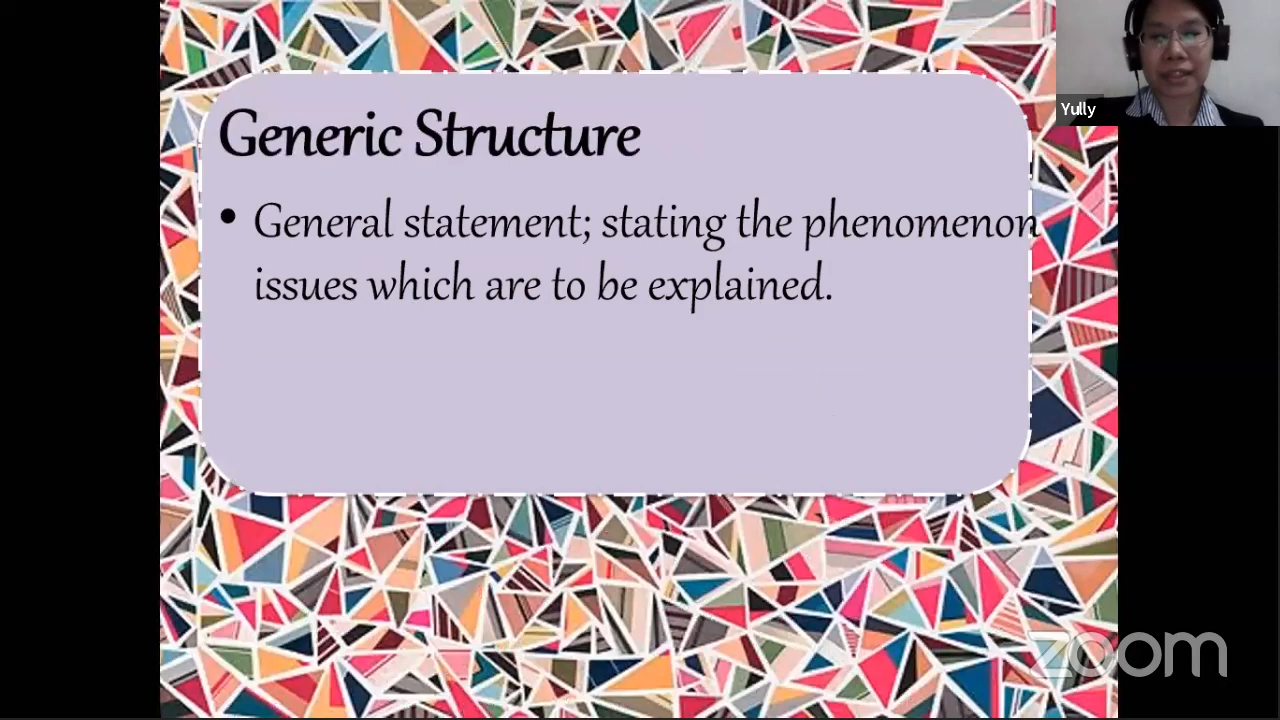 Generic Structure
• General statement; stating the phenomenon
issues which are to be explained.
Yully
zoom